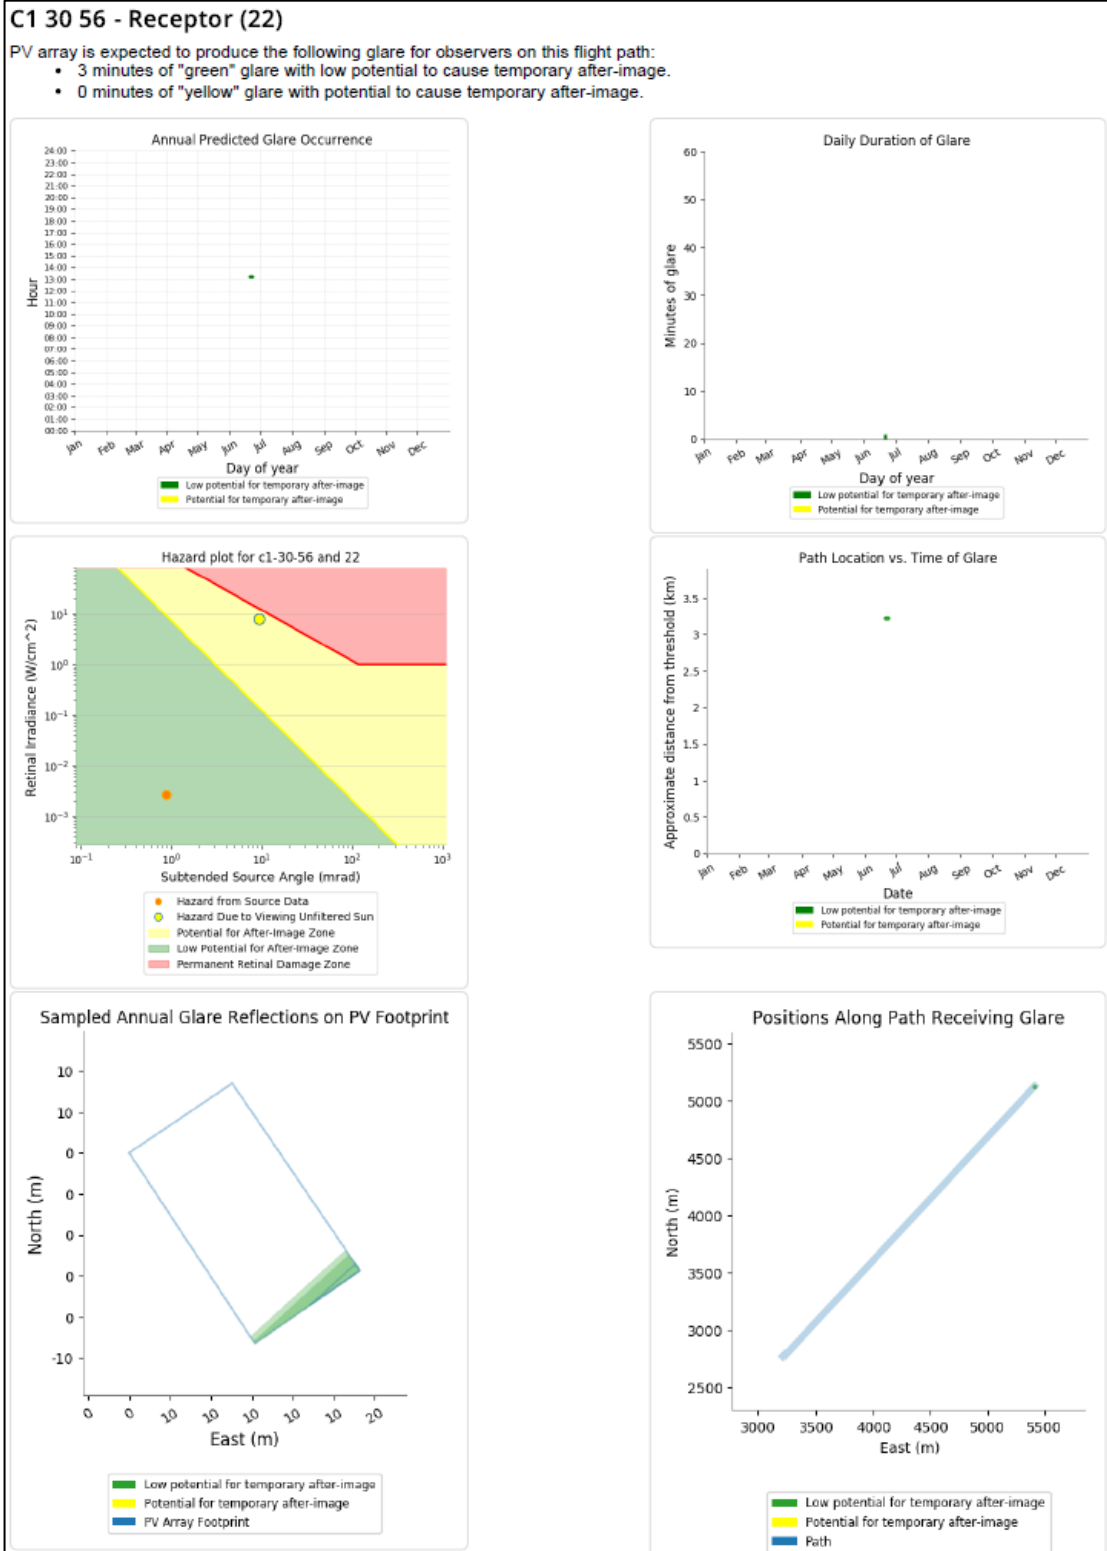 C1 30 56 - Receptor (22)
PV array is expected to produce the following glare for observers on this flight path:
• 3 minutes of "green" glare with low potential to cause temporary after-image.
• 0 minutes of "yellow" glare with potential to cause temporary after-image.
Annual Predicted Glare Occurrence
24:00
23:00
22:00
21:00
20:00
19:00
18:00
17:00
16:00
15:00
14:00
13:00
12:00
11:00
10:00
09:00
08:00
07:00
06:00
05:00
04:00
03:00
02:00
01:00
00:00
Hour
Jan Feb Mar Apr May Jun Jul Aug Sep Oct Nov Dec
Day of year
Low potential for temporary after-image
Potential for temporary after-image
Daily Duration of Glare
60
50
40
30
20
10
0
Minutes of glare
Jan Feb Mar Apr May Jun Jul Aug Sep Oct Nov Dec
Day of year
Low potential for temporary after-image
Potential for temporary after-image
Hazard plot for c1-30-56 and 22
10^1
10^0
10^-1
10^-2
10^-3
Retinal Irradiance (W/cm^2)
10^-1 10^0 10^1 10^2 10^3
Subtended Source Angle (mrad)
Hazard from Source Data
Hazard Due to Viewing Unfiltered Sun
Potential for After-Image Zone
Low Potential for After-Image Zone
Permanent Retinal Damage Zone
Path Location vs. Time of Glare
3.5
3
2.5
2
1.5
1
0.5
0
Approximate distance from threshold (km)
Jan Feb Mar Apr May Jun Jul Aug Sep Oct Nov Dec
Date
Low potential for temporary after-image
Potential for temporary after-image
Sampled Annual Glare Reflections on PV Footprint
10
10
0
0
0
0
0
-10
North (m)
0 0 10 10 10 10 10 20
East (m)
Low potential for temporary after-image
Potential for temporary after-image
PV Array Footprint
Positions Along Path Receiving Glare
5500
5000
4500
4000
3500
3000
2500
North (m)
3000 3500 4000 4500 5000 5500
East (m)
Low potential for temporary after-image
Potential for temporary after-image
Path